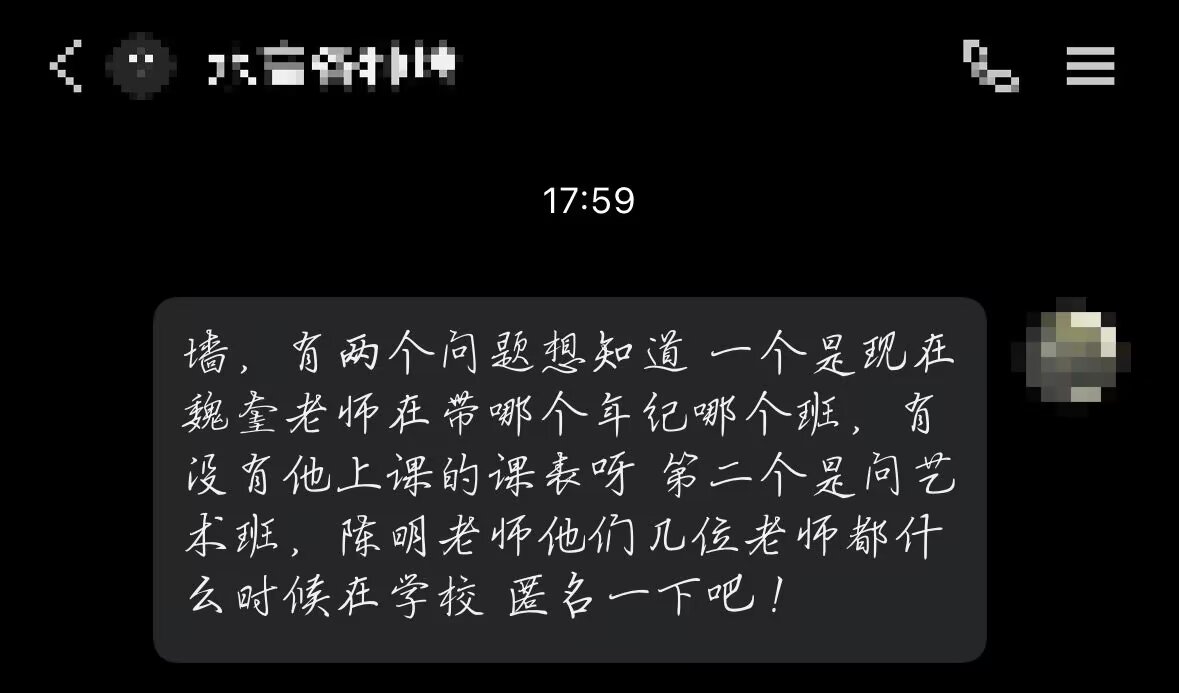 17:59
墙，有两个问题想知道 一个是现在
魏銮老师在带哪个年纪哪个班，有
没有他上课的课表呀 第二个是问艺
术班，陈明老师他们几位老师都什
么时候在学校 匿名一下吧！